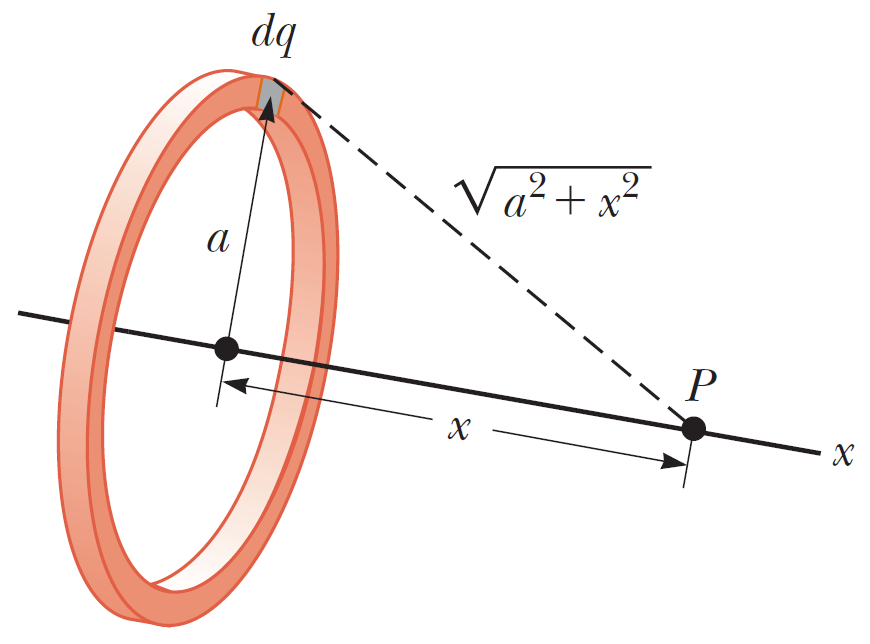 dq
√a² + x²
a
P
x
x